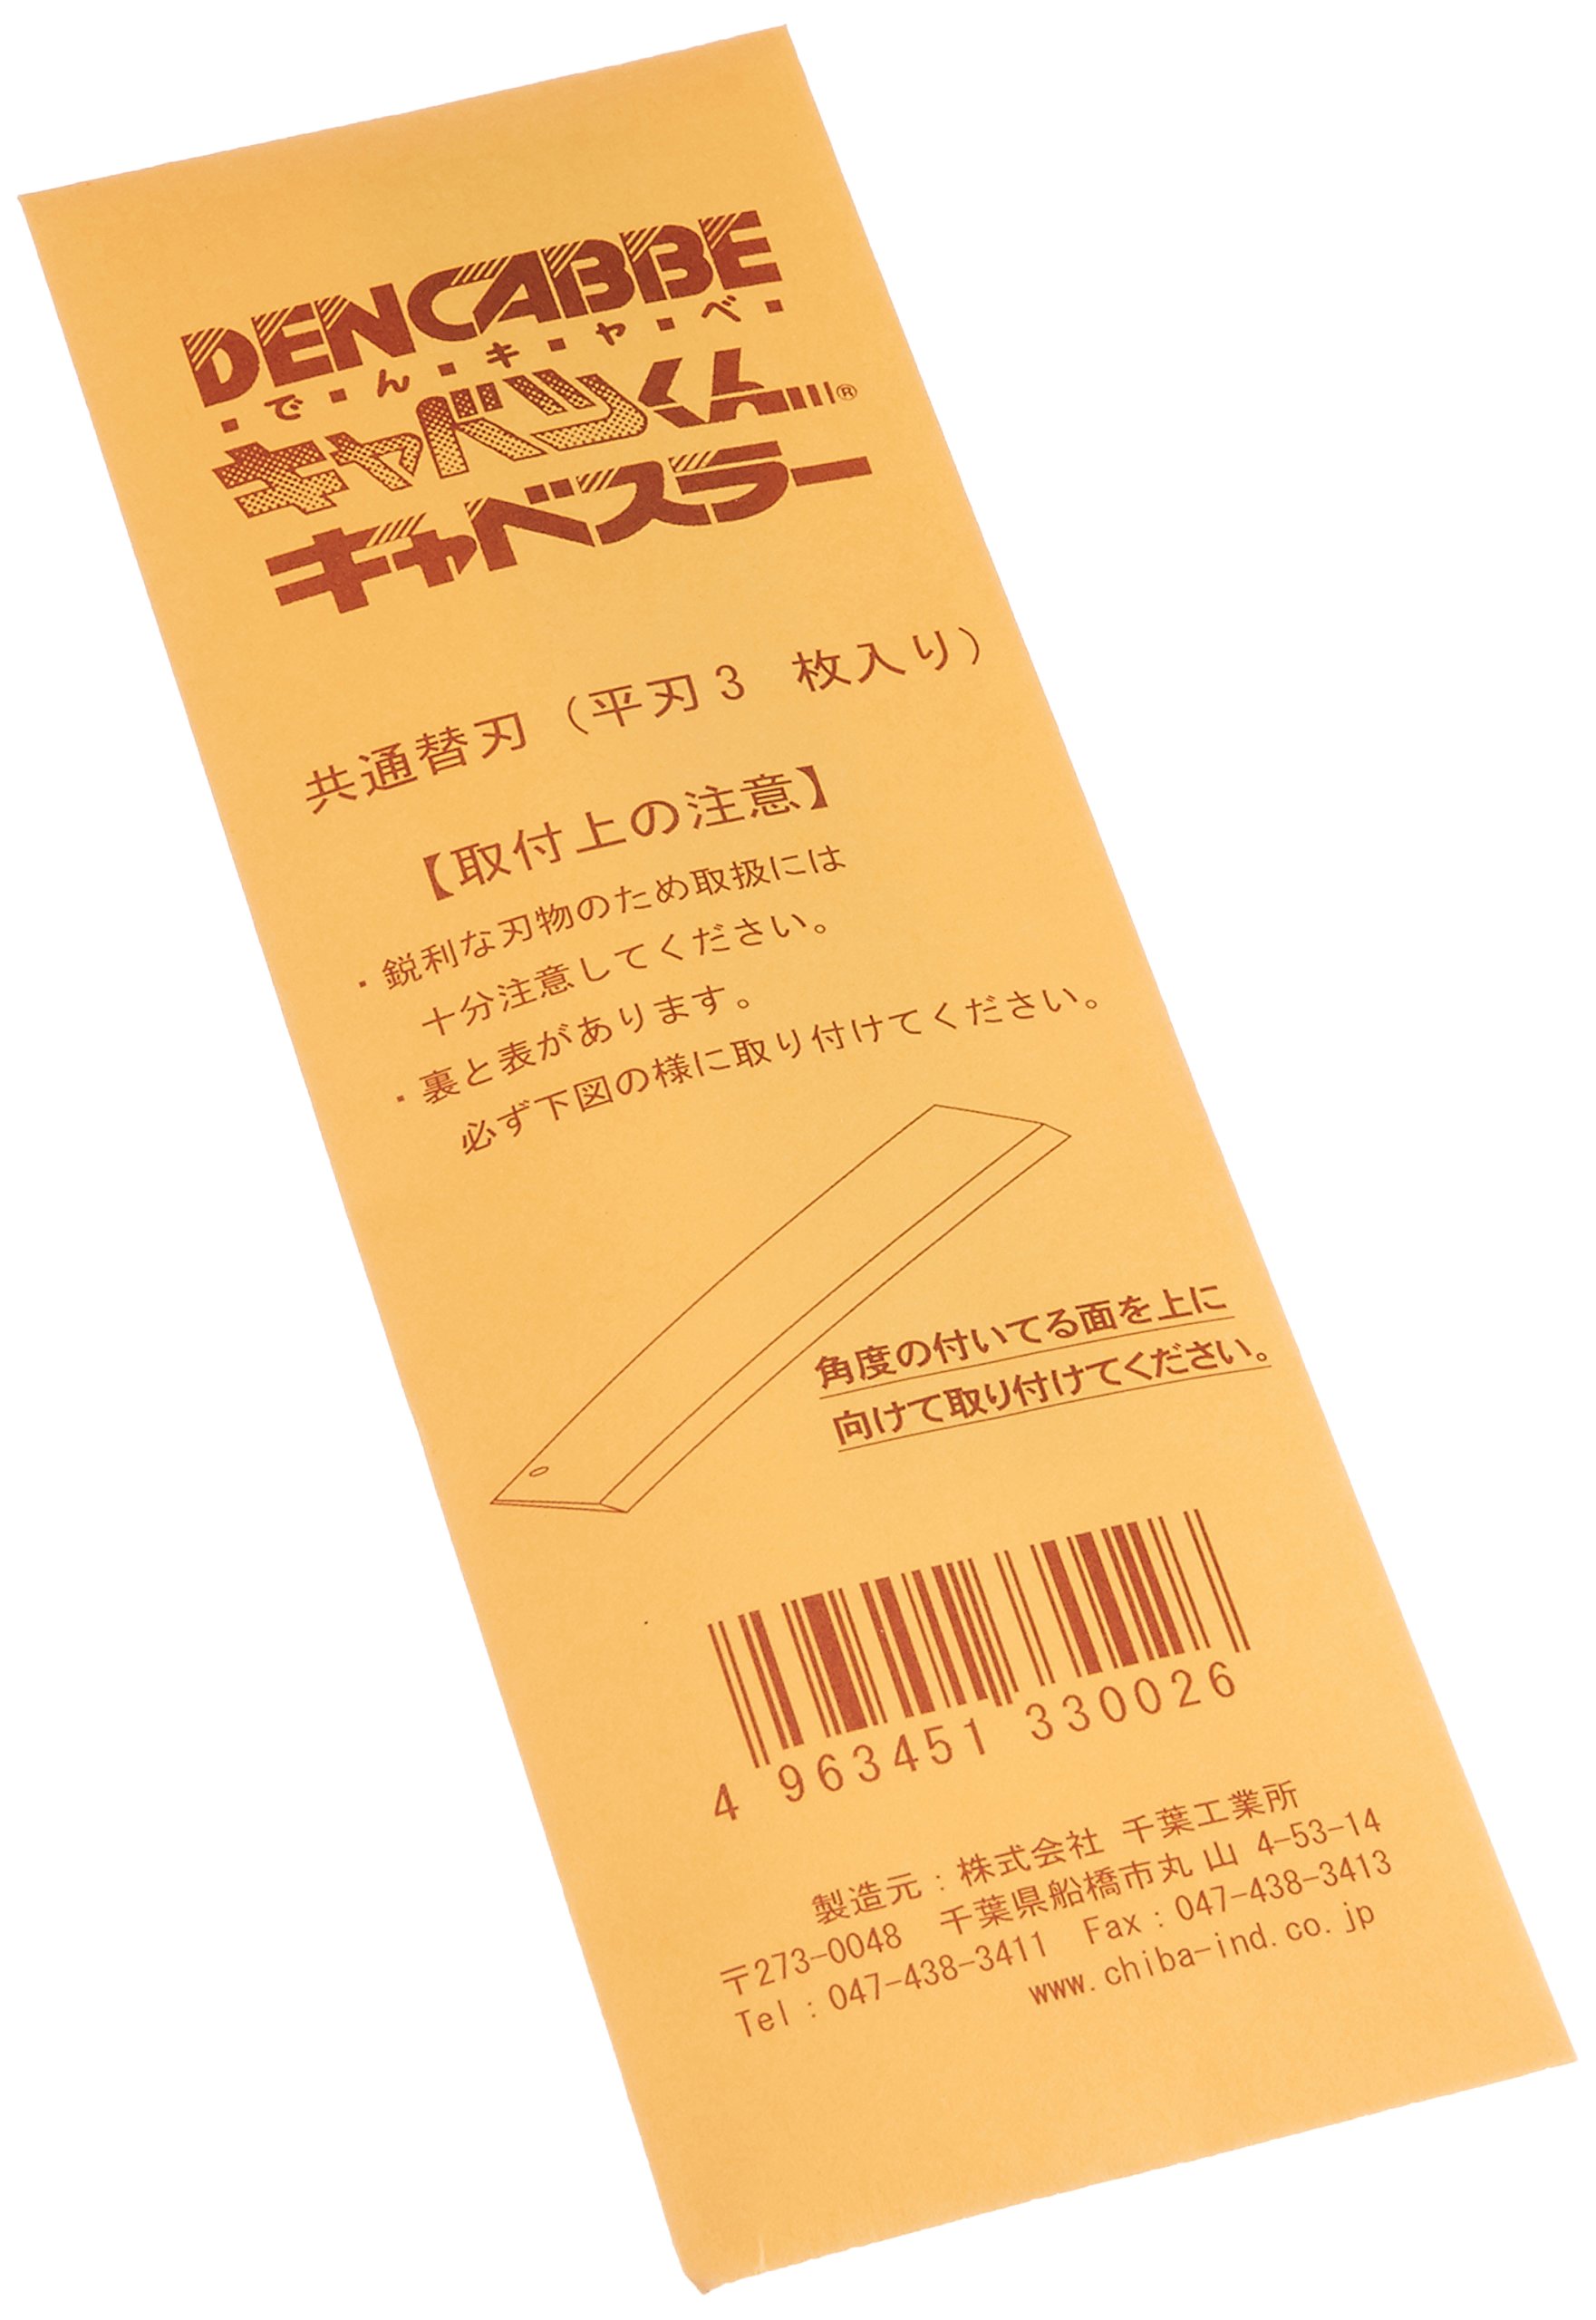 DENCABBE
・で・ん・キ・ャ・ベ・
キャベツくん®
キャベスラー
共通替刃（平刃3　枚入り）
【取付上の注意】
・鋭利な刃物のため取扱には
十分注意してください。
・裏と表があります。
必ず下図の様に取り付けてください。
角度の付いてる面を上に
向けて取り付けてください。
4 963451 330026
製造元：株式会社 千葉工業所
〒273-0048　千葉県船橋市丸山 4-53-14
Tel：047-438-3411　Fax：047-438-3413
www.chiba-ind.co.jp